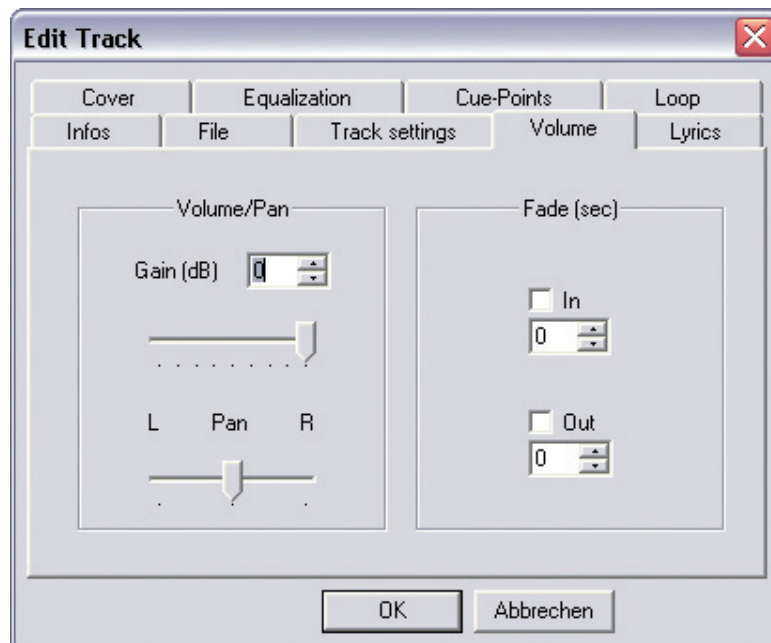 Edit Track
Cover Equalization Cue-Points Loop
Infos File Track settings Volume Lyrics
Volume/Pan
Gain (dB) 0
L Pan R
Fade (sec)
In
0
Out
0
OK Abbrechen